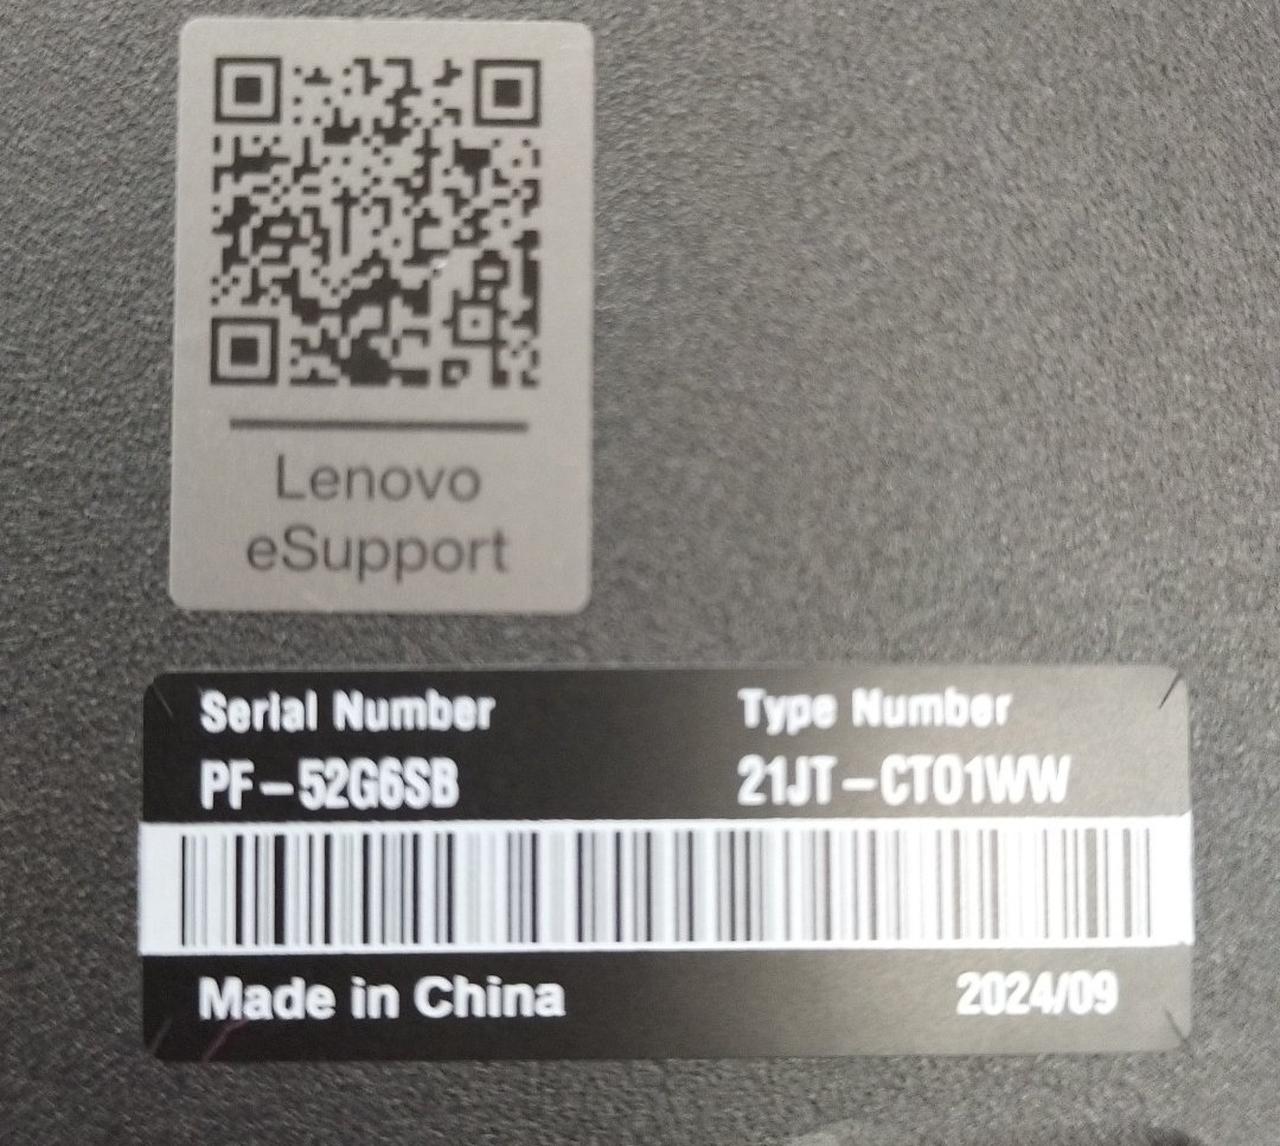 Lenovo
eSupport
Serial Number
Type Number
PF-52G6SB
21JT-CTO1WW
Made in China
2024/09